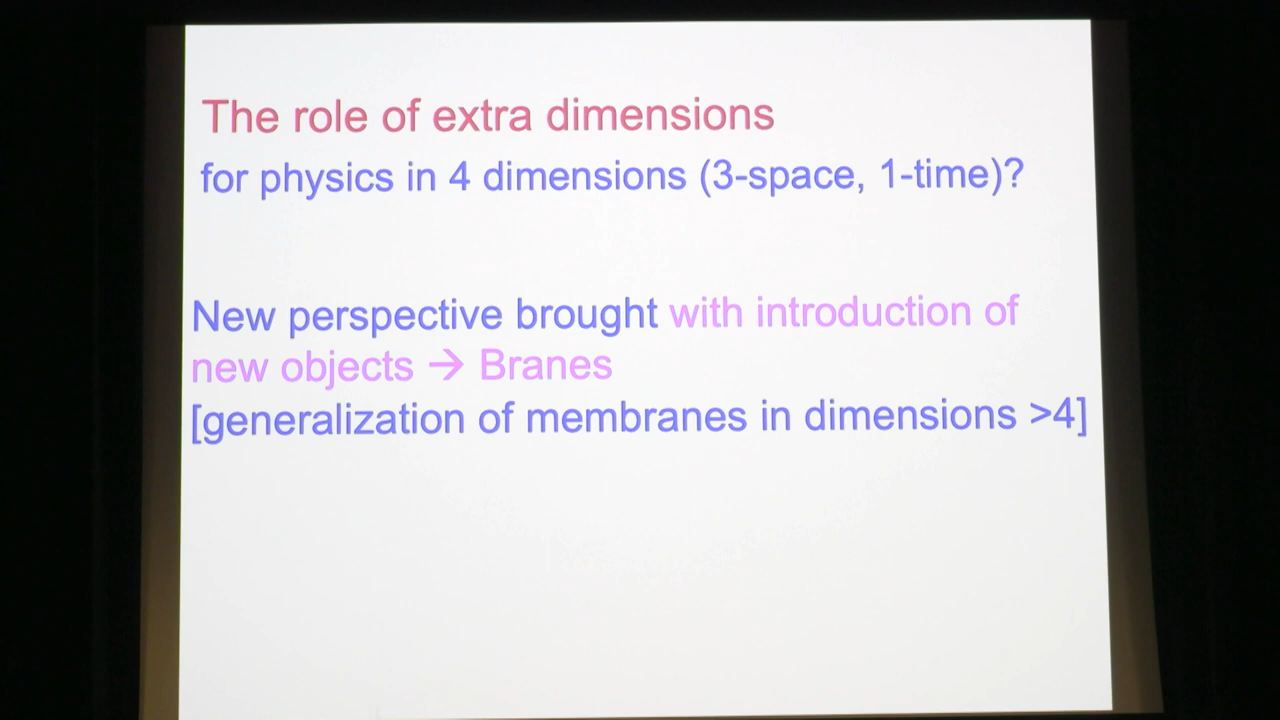 The role of extra dimensions
for physics in 4 dimensions (3-space, 1-time)?
New perspective brought with introduction of
new objects → Branes
[generalization of membranes in dimensions >4]